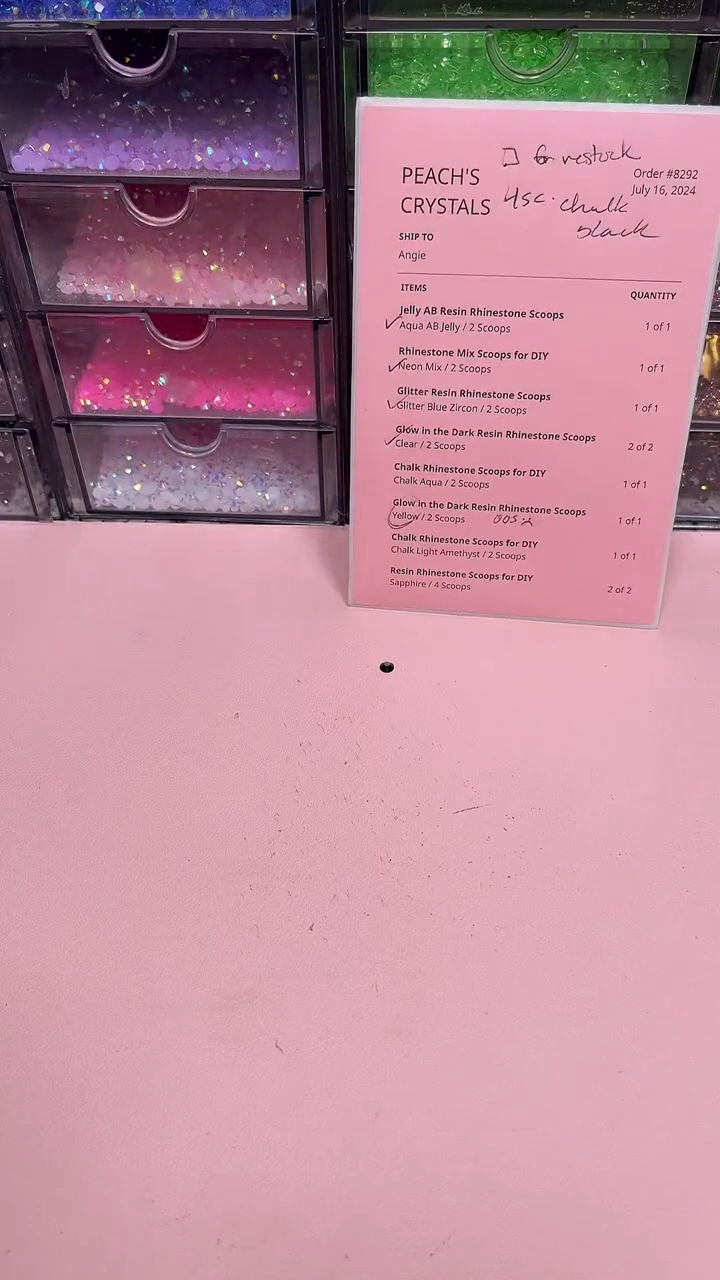 for restock
PEACH'S
CRYSTALS
Order #8292
July 16, 2024
4sc. chalk
black
SHIP TO
Angie
ITEMS
QUANTITY
Jelly AB Resin Rhinestone Scoops
Aqua AB Jelly / 2 Scoops
1 of 1
Rhinestone Mix Scoops for DIY
Neon Mix / 2 Scoops
1 of 1
Glitter Resin Rhinestone Scoops
Glitter Blue Zircon / 2 Scoops
1 of 1
Glow in the Dark Resin Rhinestone Scoops
Clear / 2 Scoops
2 of 2
Chalk Rhinestone Scoops for DIY
Chalk Aqua / 2 Scoops
1 of 1
Glow in the Dark Resin Rhinestone Scoops
Yellow / 2 Scoops
OOS
1 of 1
Chalk Rhinestone Scoops for DIY
Chalk Light Amethyst / 2 Scoops
1 of 1
Resin Rhinestone Scoops for DIY
Sapphire / 4 Scoops
2 of 2